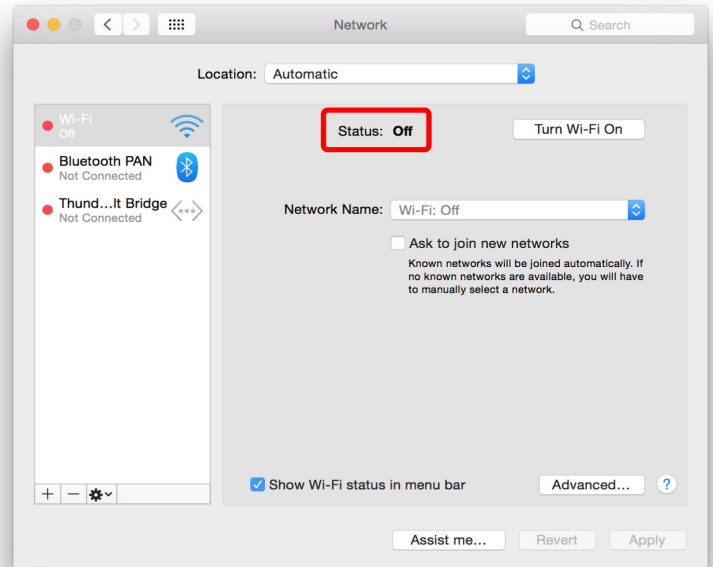 Network
Search
Location: Automatic
Wi-Fi
Off
Bluetooth PAN
Not Connected
Thund...lt Bridge
Not Connected
Status: Off
Turn Wi-Fi On
Network Name: Wi-Fi: Off
Ask to join new networks
Known networks will be joined automatically. If
no known networks are available, you will have
to manually select a network.
Show Wi-Fi status in menu bar
Advanced...
?
Assist me...
Revert
Apply